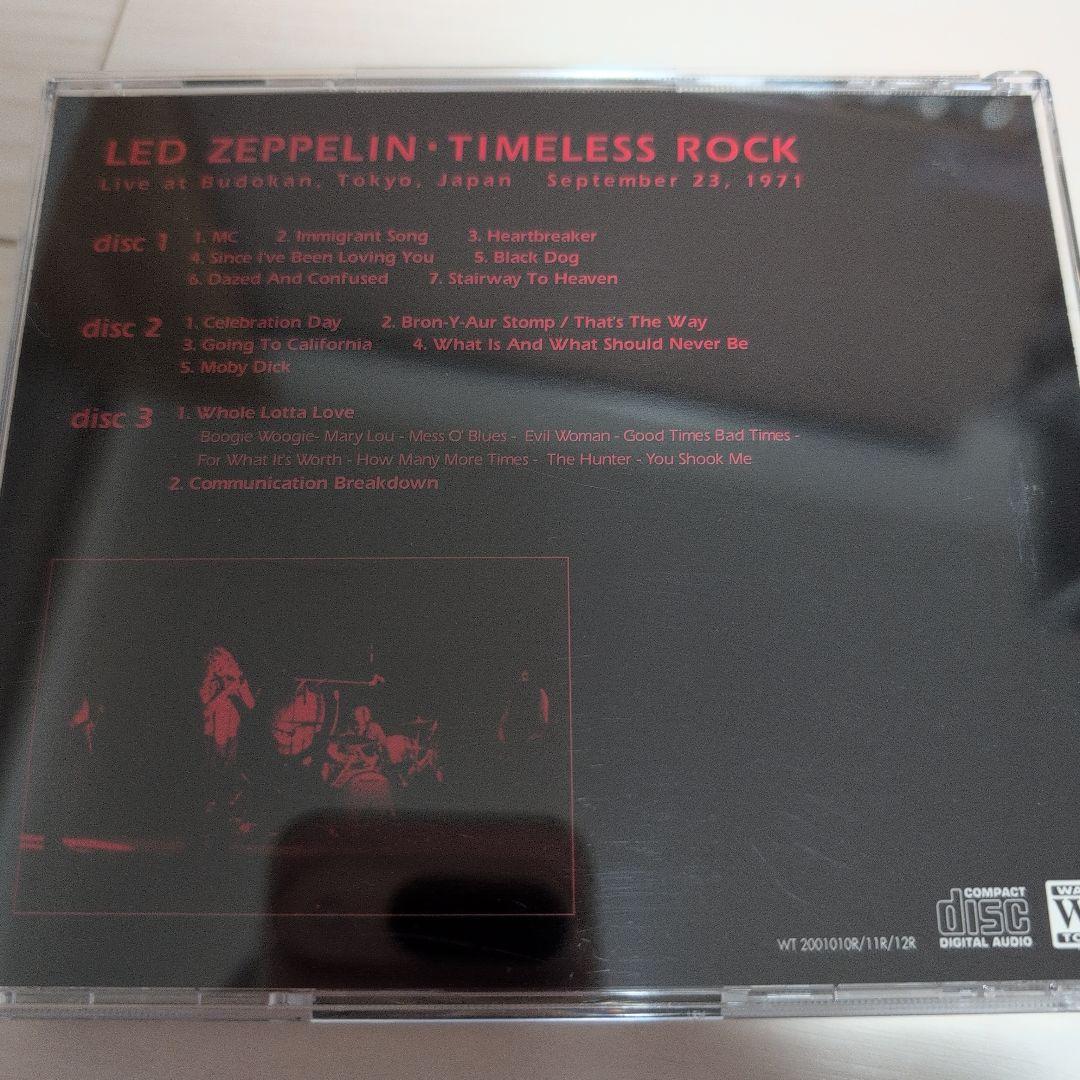 LED ZEPPELIN · TIMELESS ROCK
Live at Budokan, Tokyo, Japan September 23, 1971
disc 1 1. MC 2. Immigrant Song 3. Heartbreaker
4. Since I've Been Loving You 5. Black Dog
6. Dazed And Confused 7. Stairway To Heaven
disc 2 1. Celebration Day 2. Bron-Y-Aur Stomp / That's The Way
3. Going To California 4. What Is And What Should Never Be
5. Moby Dick
disc 3 1. Whole Lotta Love
Boogie Woogie- Mary Lou - Mess O' Blues - Evil Woman - Good Times Bad Times -
For What It's Worth - How Many More Times - The Hunter - You Shook Me
2. Communication Breakdown
WT 2001010R/11R/12R
COMPACT
disc
DIGITAL AUDIO